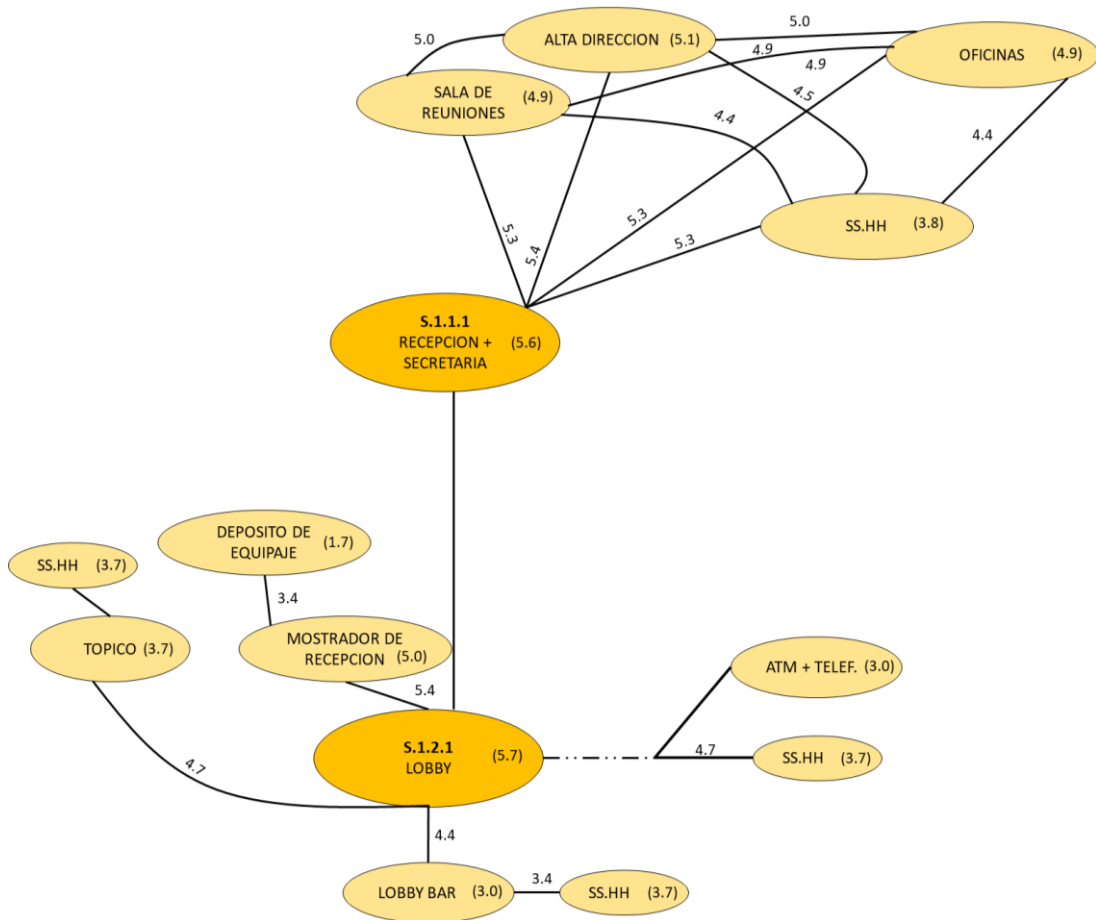 5.0
ALTA DIRECCION (5.1)
5.0
OFICINAS (4.9)
4.9
4.9
SALA DE
REUNIONES (4.9)
4.5
4.4
4.4
SS.HH (3.8)
5.3
5.4
5.3
5.3
S.1.1.1
RECEPCION + (5.6)
SECRETARIA
DEPOSITO DE
EQUIPAJE (1.7)
SS.HH (3.7)
3.4
TOPICO (3.7)
MOSTRADOR DE
RECEPCION (5.0)
5.4
ATM + TELEF. (3.0)
S.1.2.1 (5.7)
LOBBY
4.7
SS.HH (3.7)
4.7
4.4
LOBBY BAR (3.0)
3.4
SS.HH (3.7)